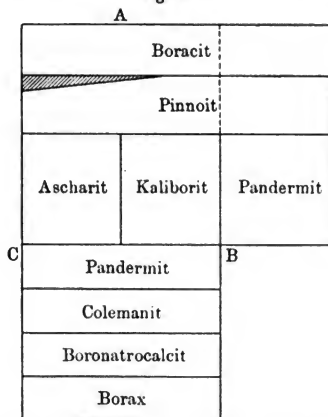 A
Boracit
Pinnoit
Ascharit Kaliborit Pandermit
C B
Pandermit
Colemanit
Boronatrocalcit
Borax